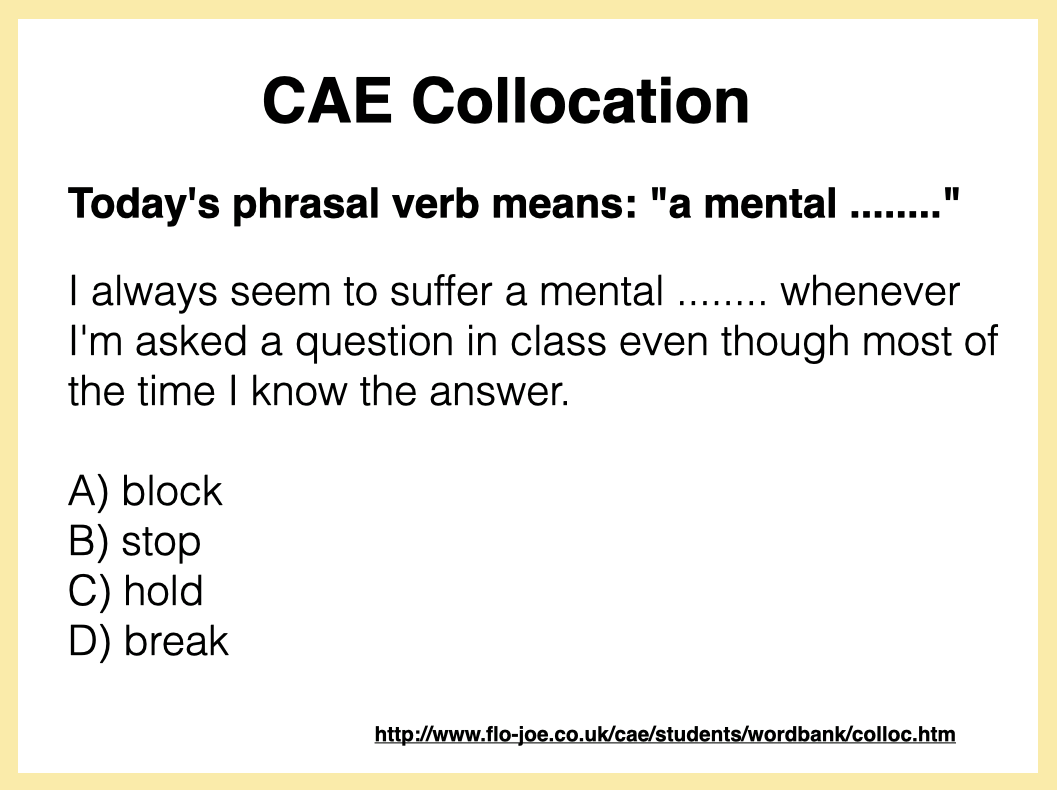 CAE Collocation
Today's phrasal verb means: "a mental ........"
I always seem to suffer a mental ........ whenever
I'm asked a question in class even though most of
the time I know the answer.
A) block
B) stop
C) hold
D) break
http://www.flo-joe.co.uk/cae/students/wordbank/colloc.htm